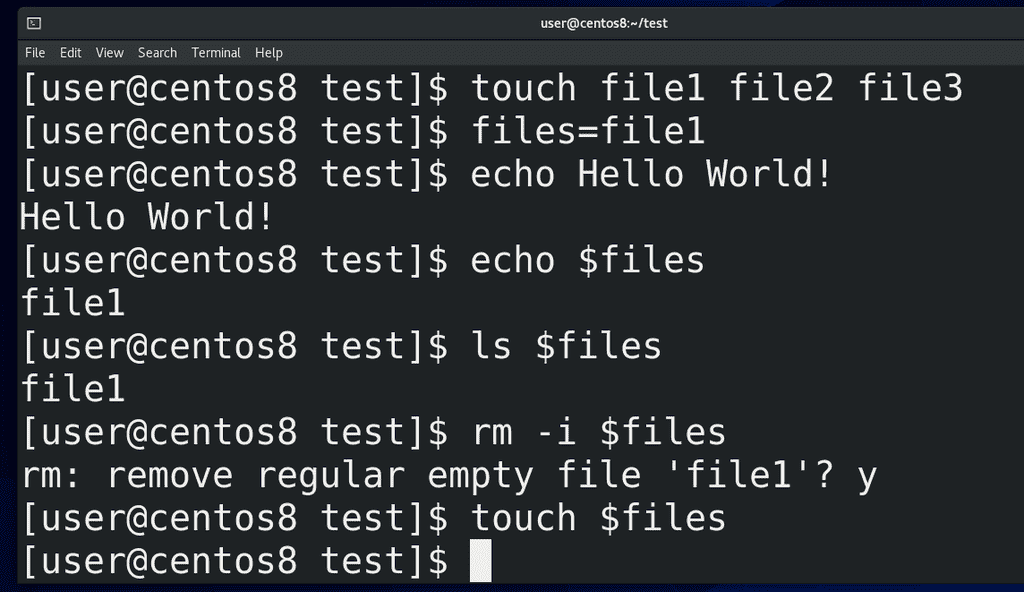 user@centos8:~/test
File Edit View Search Terminal Help
[user@centos8 test]$ touch file1 file2 file3
[user@centos8 test]$ files=file1
[user@centos8 test]$ echo Hello World!
Hello World!
[user@centos8 test]$ echo $files
file1
[user@centos8 test]$ ls $files
file1
[user@centos8 test]$ rm -i $files
rm: remove regular empty file 'file1'? y
[user@centos8 test]$ touch $files
[user@centos8 test]$